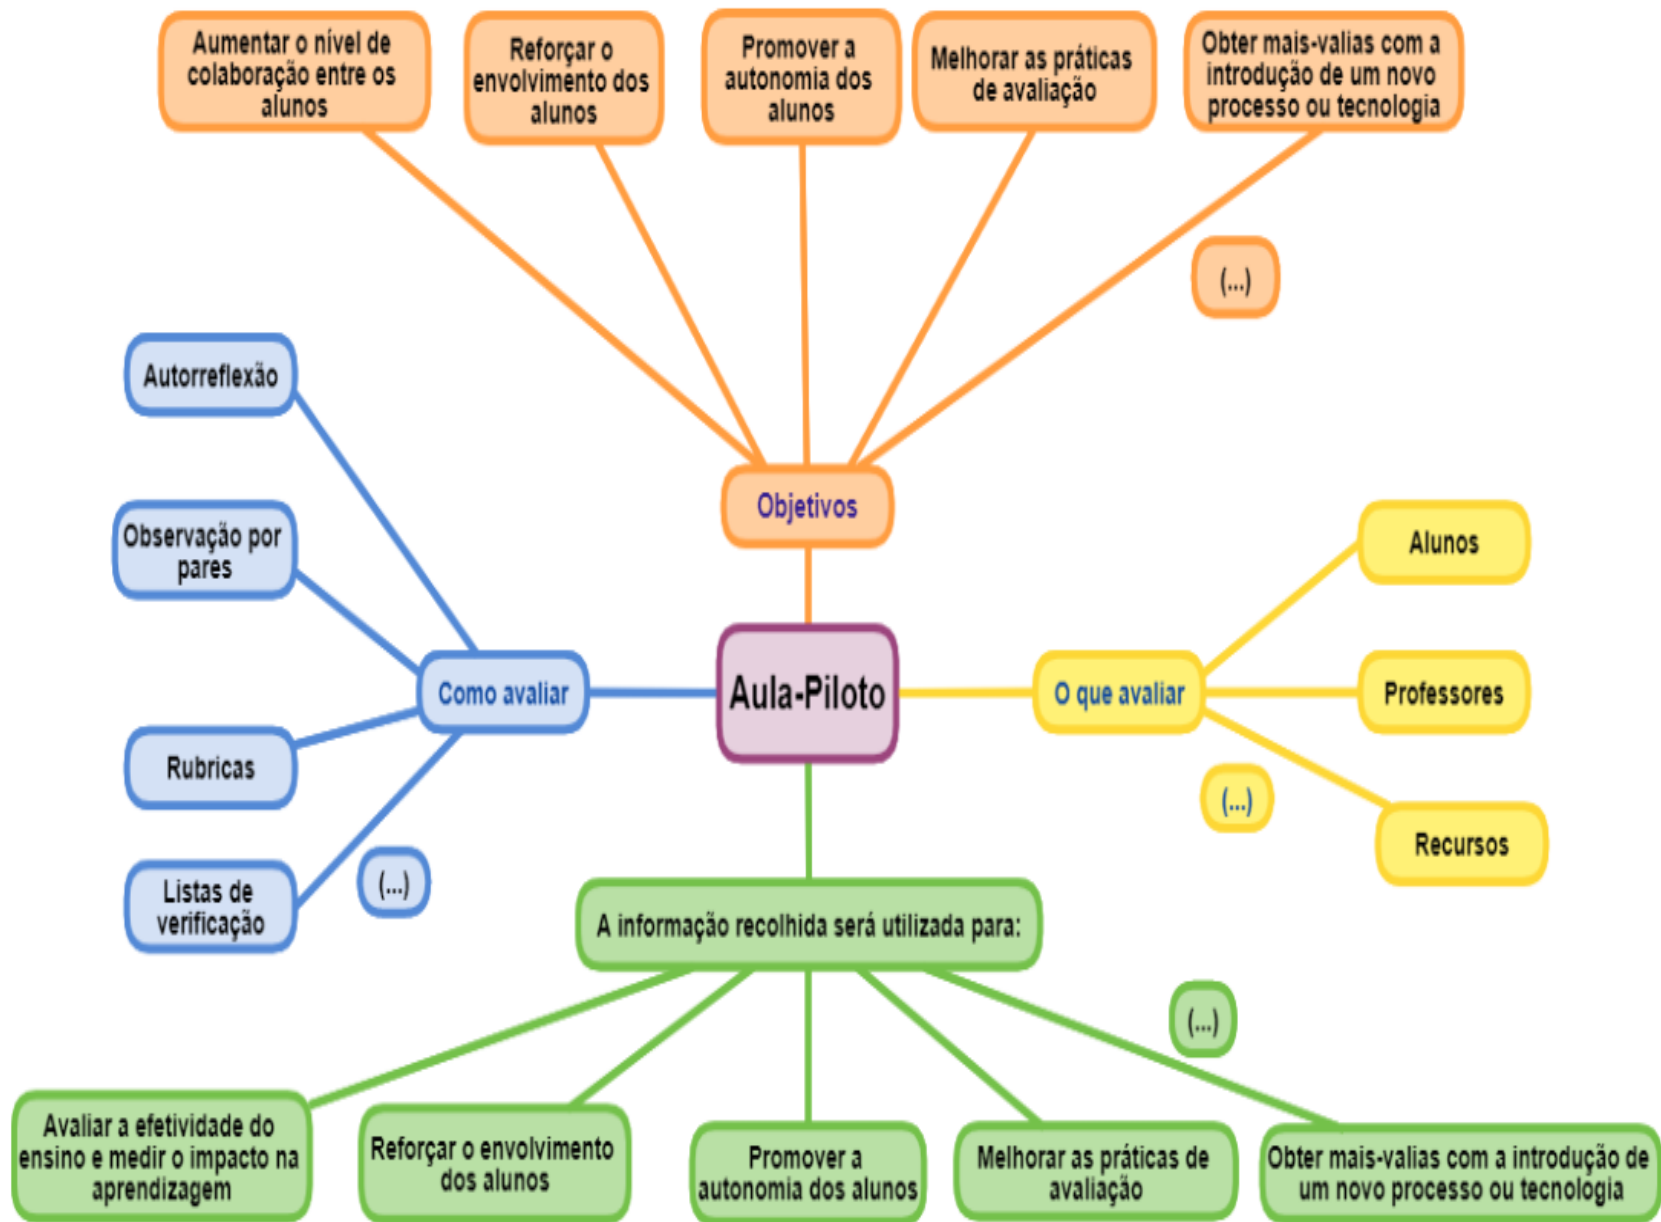 Aumentar o nível de
colaboração entre os
alunos
Reforçar o
envolvimento dos
alunos
Promover a
autonomia dos
alunos
Melhorar as práticas
de avaliação
Obter mais-valias com a
introdução de um novo
processo ou tecnologia
(...)
Objetivos
Autorreflexão
Observação por
pares
Rubricas
Listas de
verificação
(...)
Como avaliar
Aula-Piloto
O que avaliar
Alunos
Professores
Recursos
(...)
A informação recolhida será utilizada para:
(...)
Avaliar a efetividade do
ensino e medir o impacto na
aprendizagem
Reforçar o envolvimento
dos alunos
Promover a
autonomia dos alunos
Melhorar as práticas de
avaliação
Obter mais-valias com a introdução de
um novo processo ou tecnologia